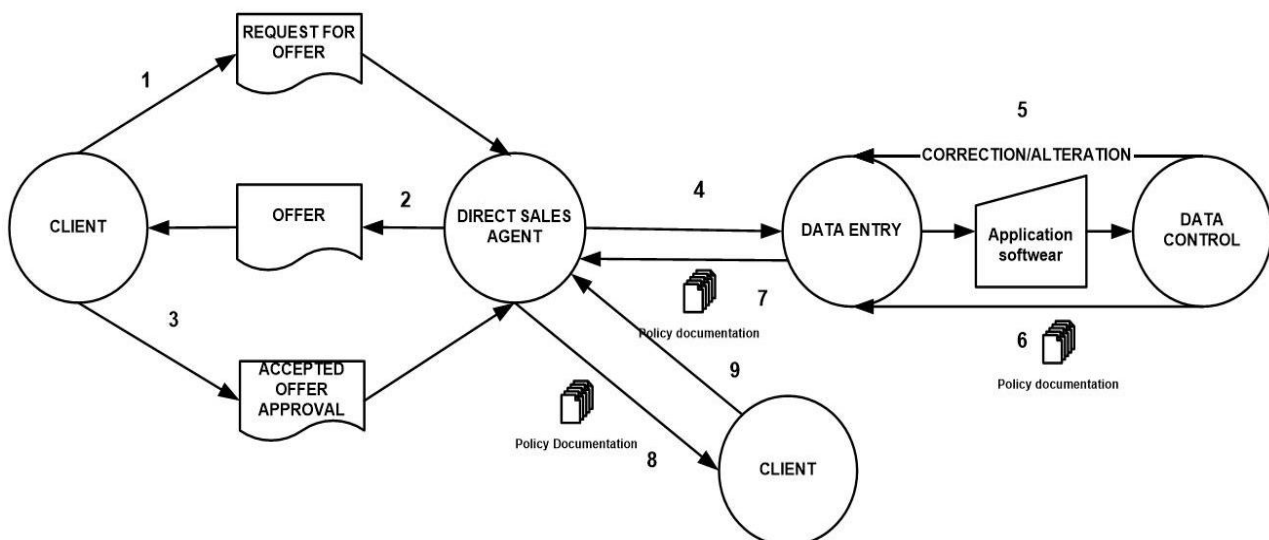 REQUEST FOR
OFFER
1
5
CORRECTION/ALTERATION
CLIENT
OFFER
2
DIRECT SALES
AGENT
4
DATA ENTRY
Application
softwear
DATA
CONTROL
3
7
Policy documentation
6
Policy documentation
ACCEPTED
OFFER
APPROVAL
9
Policy Documentation
8
CLIENT